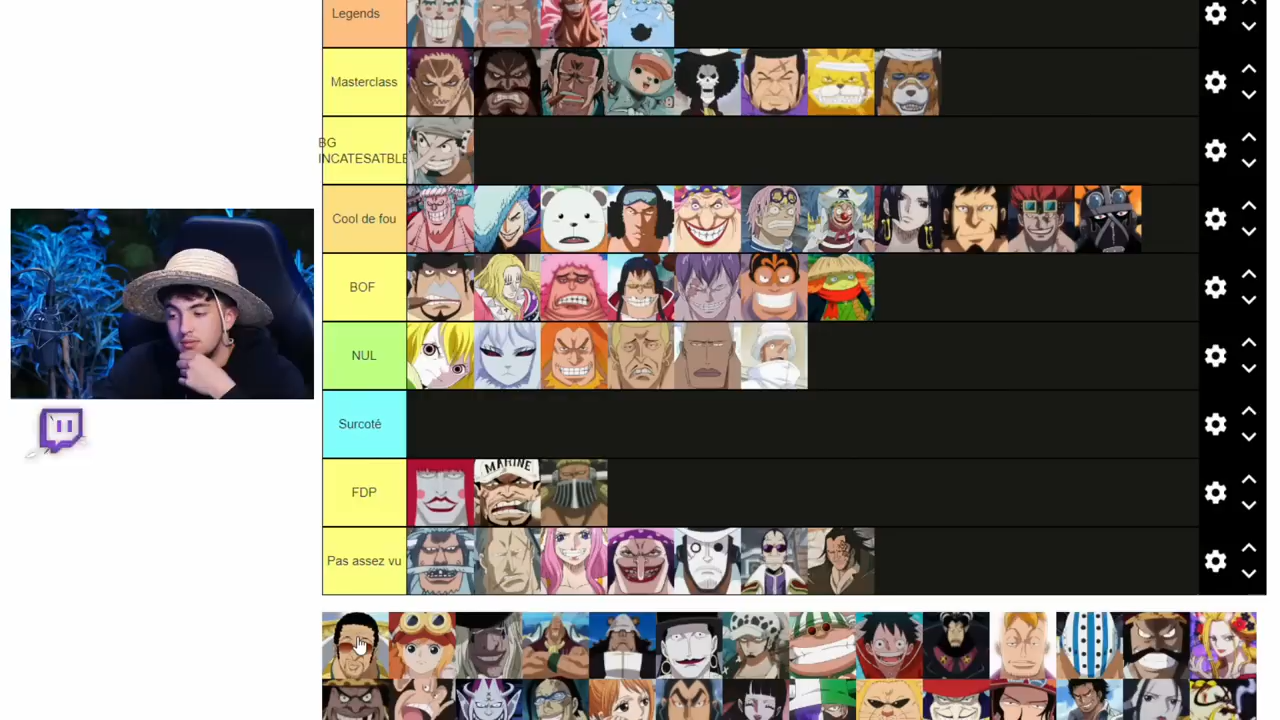 Legends
Masterclass
BG
INCATESATBLE
Cool de fou
BOF
NUL
Surcoté
FDP
MARINE
Pas assez vu